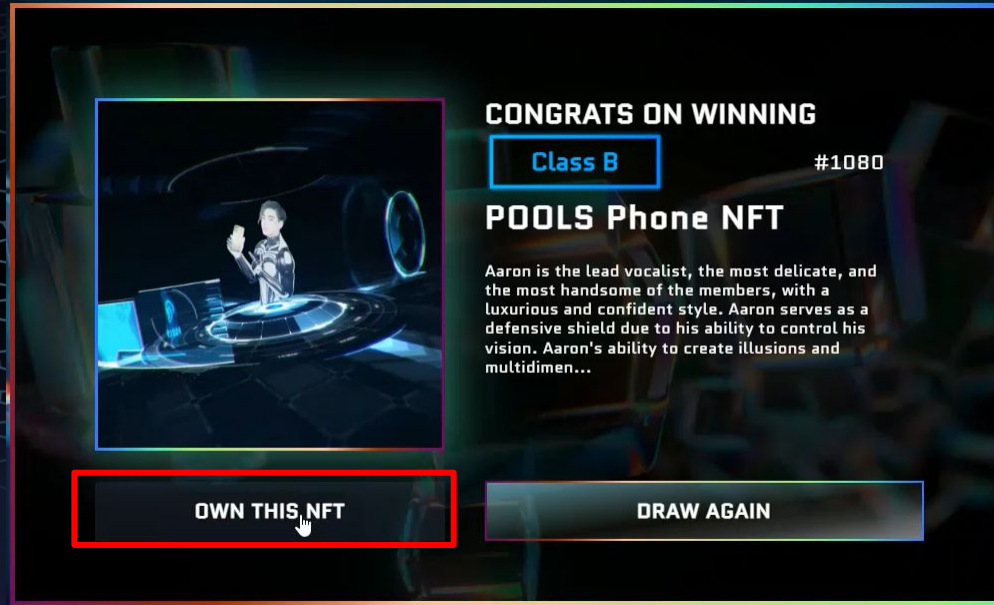 CONGRATS ON WINNING
Class B
#1080
POOLS Phone NFT
Aaron is the lead vocalist, the most delicate, and
the most handsome of the members, with a
luxurious and confident style. Aaron serves as a
defensive shield due to his ability to control his
vision. Aaron's ability to create illusions and
multidimen...
OWN THIS NFT
DRAW AGAIN